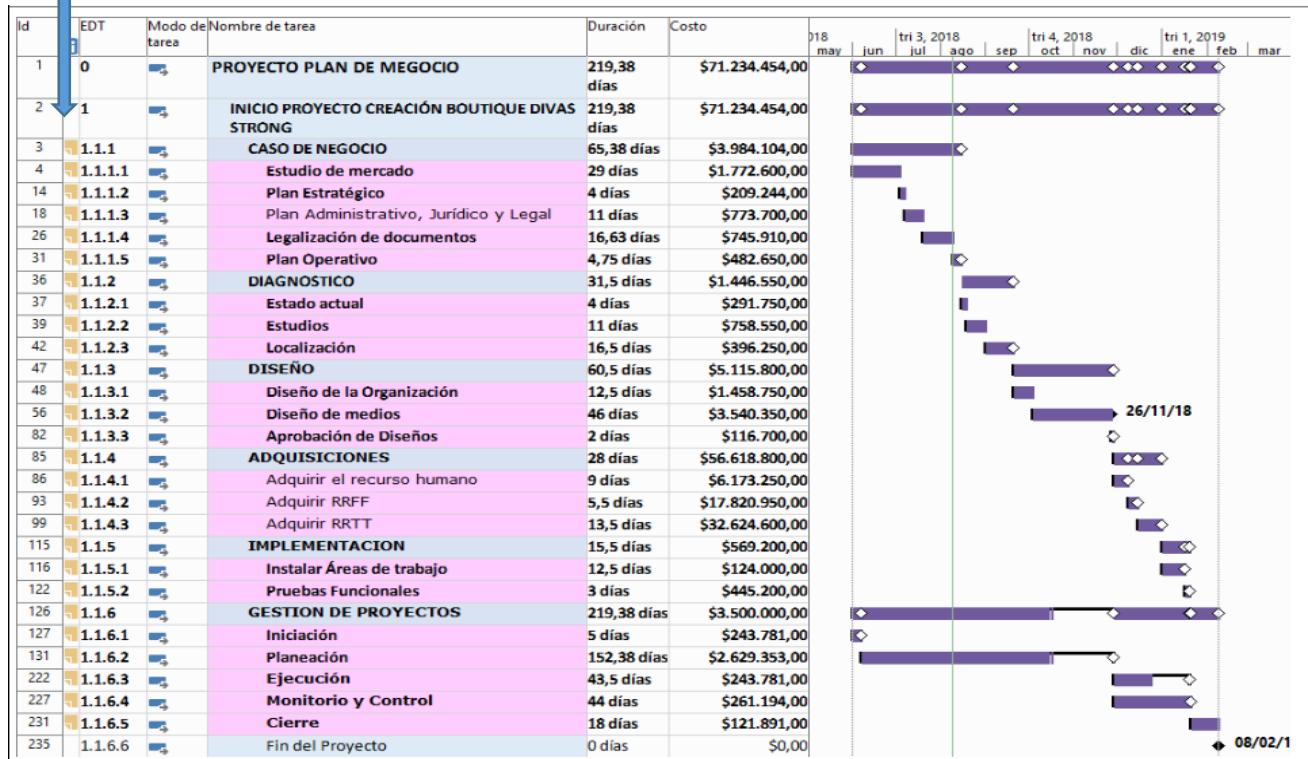 Id EDT Modo de tarea Nombre de tarea Duración Costo
018 tri 3, 2018 tri 4, 2018 tri 1, 2019
may jun jul ago sep oct nov dic ene feb mar
1 0 PROYECTO PLAN DE MEGOCIO 219,38 días $71.234.454,00
2 1 INICIO PROYECTO CREACIÓN BOUTIQUE DIVAS STRONG 219,38 días $71.234.454,00
3 1.1.1 CASO DE NEGOCIO 65,38 días $3.984.104,00
4 1.1.1.1 Estudio de mercado 29 días $1.772.600,00
14 1.1.1.2 Plan Estratégico 4 días $209.244,00
18 1.1.1.3 Plan Administrativo, Jurídico y Legal 11 días $773.700,00
26 1.1.1.4 Legalización de documentos 16,63 días $745.910,00
31 1.1.1.5 Plan Operativo 4,75 días $482.650,00
36 1.1.2 DIAGNOSTICO 31,5 días $1.446.550,00
37 1.1.2.1 Estado actual 4 días $291.750,00
39 1.1.2.2 Estudios 11 días $758.550,00
42 1.1.2.3 Localización 16,5 días $396.250,00
47 1.1.3 DISEÑO 60,5 días $5.115.800,00
48 1.1.3.1 Diseño de la Organización 12,5 días $1.458.750,00
56 1.1.3.2 Diseño de medios 46 días $3.540.350,00 26/11/18
82 1.1.3.3 Aprobación de Diseños 2 días $116.700,00
85 1.1.4 ADQUISICIONES 28 días $56.618.800,00
86 1.1.4.1 Adquirir el recurso humano 9 días $6.173.250,00
93 1.1.4.2 Adquirir RRFF 5,5 días $17.820.950,00
99 1.1.4.3 Adquirir RRTT 13,5 días $32.624.600,00
115 1.1.5 IMPLEMENTACION 15,5 días $569.200,00
116 1.1.5.1 Instalar Áreas de trabajo 12,5 días $124.000,00
122 1.1.5.2 Pruebas Funcionales 3 días $445.200,00
126 1.1.6 GESTION DE PROYECTOS 219,38 días $3.500.000,00
127 1.1.6.1 Iniciación 5 días $243.781,00
131 1.1.6.2 Planeación 152,38 días $2.629.353,00
222 1.1.6.3 Ejecución 43,5 días $243.781,00
227 1.1.6.4 Monitorio y Control 44 días $261.194,00
231 1.1.6.5 Cierre 18 días $121.891,00
235 1.1.6.6 Fin del Proyecto 0 días $0,00 08/02/1